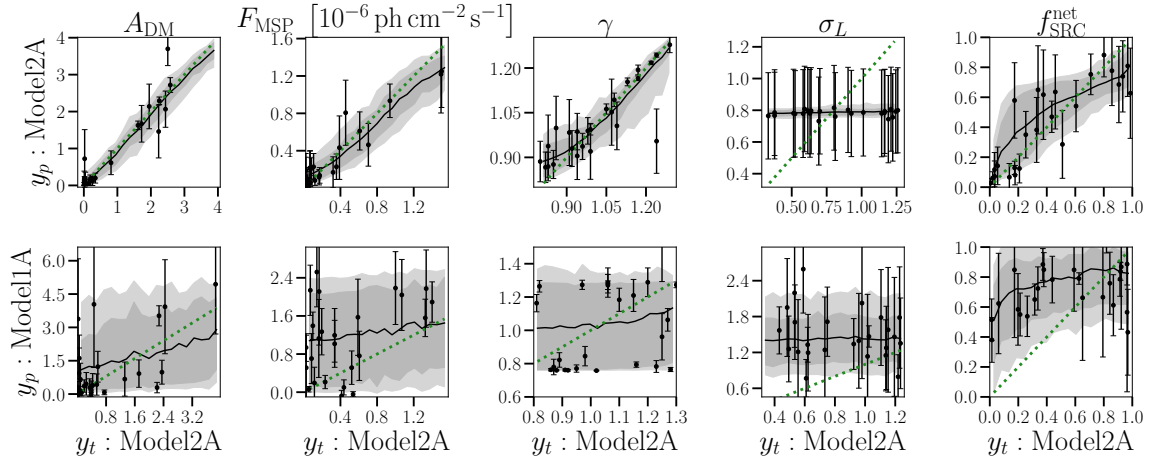 A_DM F_MSP [10^−6 ph cm^−2 s^−1] γ σ_L f_SRC^net
y_p : Model2A
4 3 2 1 0
0 1 2 3 4
1.6 1.2 0.8 0.4
0.4 0.8 1.2
1.20 1.05 0.90
0.90 1.05 1.20
1.2 1.0 0.8 0.6 0.4
0.50 0.75 1.00 1.25
1.0 0.8 0.6 0.4 0.2 0.0
0.0 0.2 0.4 0.6 0.8 1.0
y_p : Model1A
6.0 4.5 3.0 1.5 0.0
0.8 1.6 2.4 3.2
2.4 1.8 1.2 0.6 0.0
0.4 0.8 1.2
1.4 1.2 1.0 0.8
0.8 0.9 1.0 1.1 1.2 1.3
2.4 1.8 1.2 0.6
0.4 0.6 0.8 1.0 1.2
1.0 0.8 0.6 0.4 0.2 0.0
0.0 0.2 0.4 0.6 0.8 1.0
y_t : Model2A y_t : Model2A y_t : Model2A y_t : Model2A y_t : Model2A